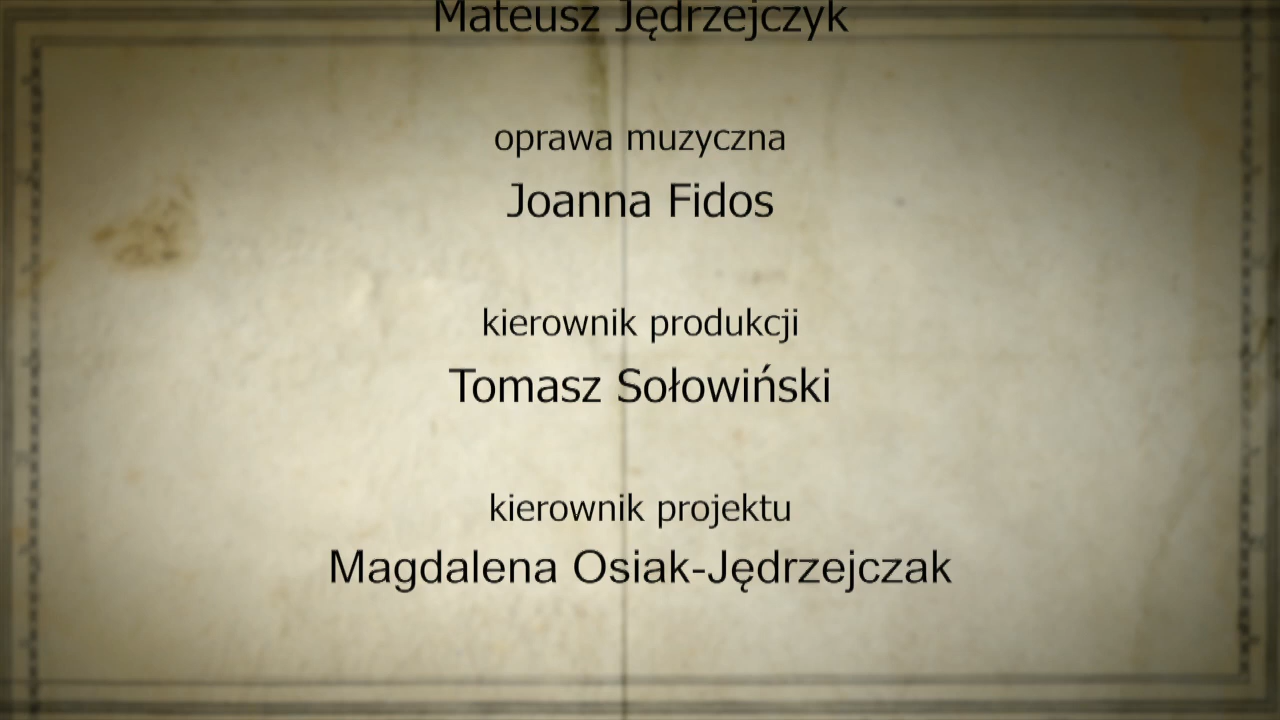 Mateusz Jędrzejczyk
oprawa muzyczna
Joanna Fidos
kierownik produkcji
Tomasz Sołowiński
kierownik projektu
Magdalena Osiak-Jędrzejczak